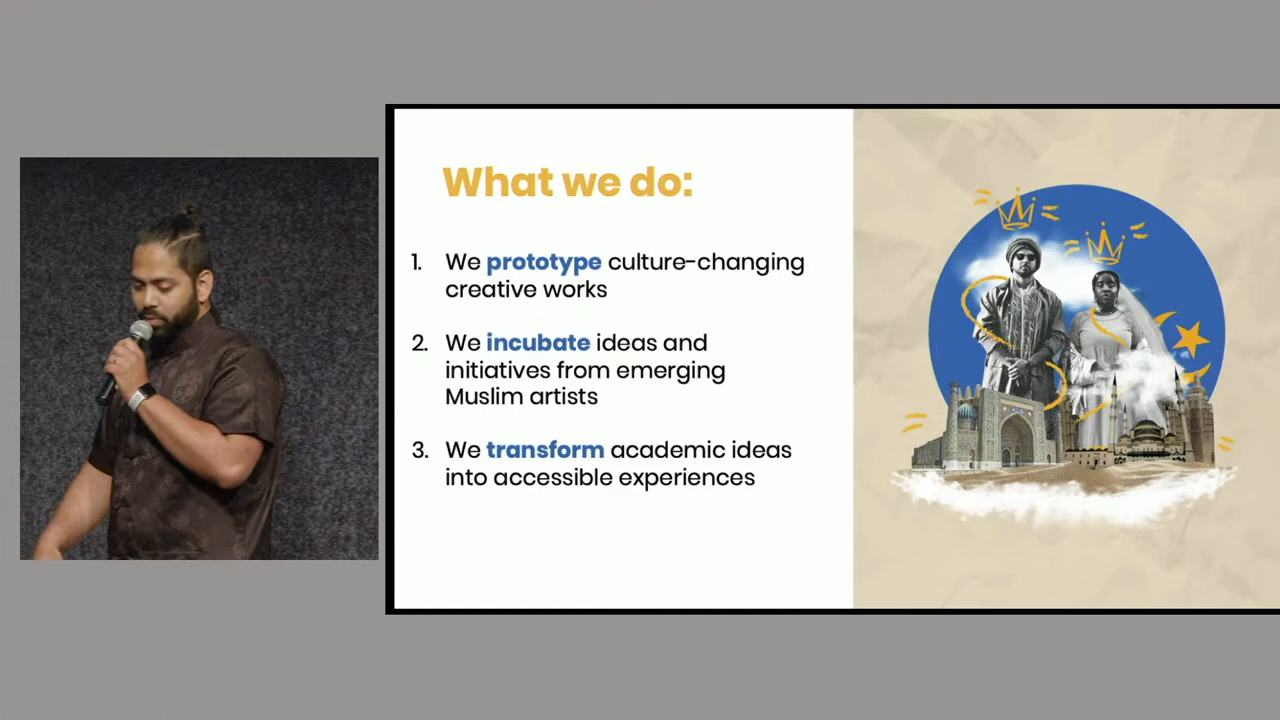 What we do:
1. We prototype culture-changing
creative works
2. We incubate ideas and
initiatives from emerging
Muslim artists
3. We transform academic ideas
into accessible experiences